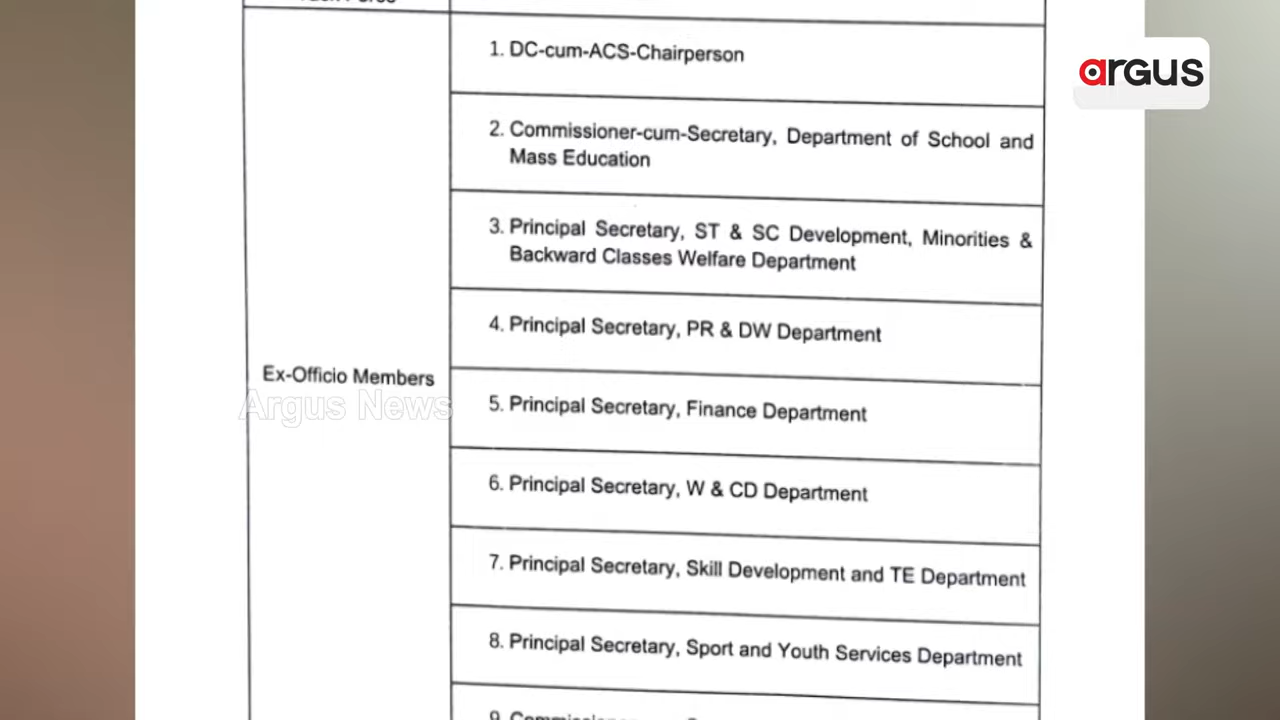 argus
1. DC-cum-ACS-Chairperson
2. Commissioner-cum-Secretary, Department of School and
Mass Education
3. Principal Secretary, ST & SC Development, Minorities &
Backward Classes Welfare Department
4. Principal Secretary, PR & DW Department
Ex-Officio Members
Argus News
5. Principal Secretary, Finance Department
6. Principal Secretary, W & CD Department
7. Principal Secretary, Skill Development and TE Department
8. Principal Secretary, Sport and Youth Services Department
9.